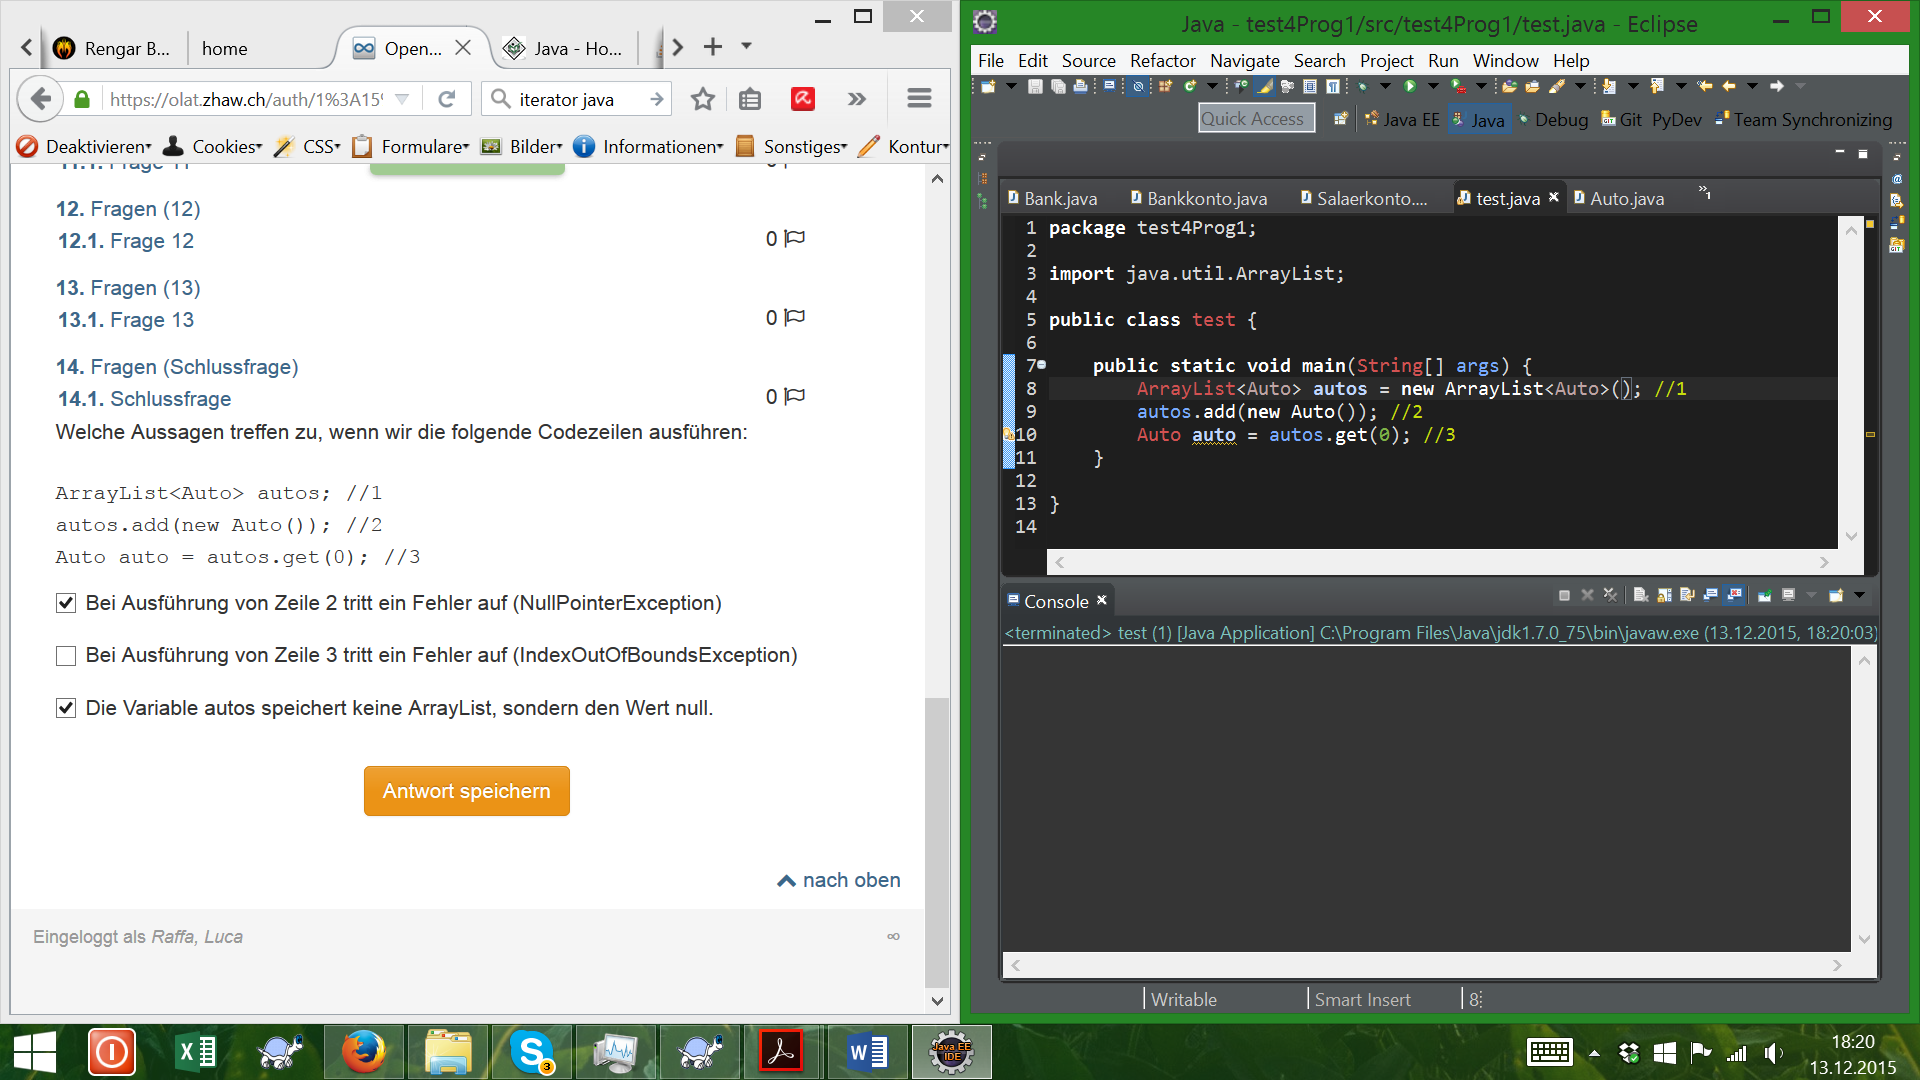 Rengar B...
home
Open...
Java - Ho...
https://olat.zhaw.ch/auth/1%3A15
iterator java
Deaktivieren
Cookies
CSS
Formulare
Bilder
Informationen
Sonstiges
Kontur
11.1. Frage 11
12. Fragen (12)
12.1. Frage 12
0
13. Fragen (13)
13.1. Frage 13
0
14. Fragen (Schlussfrage)
14.1. Schlussfrage
0
Welche Aussagen treffen zu, wenn wir die folgende Codezeilen ausführen:
ArrayList<Auto> autos; //1
autos.add(new Auto()); //2
Auto auto = autos.get(0); //3
Bei Ausführung von Zeile 2 tritt ein Fehler auf (NullPointerException)
Bei Ausführung von Zeile 3 tritt ein Fehler auf (IndexOutOfBoundsException)
Die Variable autos speichert keine ArrayList, sondern den Wert null.
Antwort speichern
nach oben
Eingeloggt als Raffa, Luca
Java - test4Prog1/src/test4Prog1/test.java - Eclipse
File Edit Source Refactor Navigate Search Project Run Window Help
Quick Access
Java EE
Java
Debug
Git
PyDev
Team Synchronizing
Bank.java
Bankkonto.java
Salaerkonto....
test.java
Auto.java
1
1 package test4Prog1;
2
3 import java.util.ArrayList;
4
5 public class test {
6
7 public static void main(String[] args) {
8 ArrayList<Auto> autos = new ArrayList<Auto>(); //1
9 autos.add(new Auto()); //2
10 Auto auto = autos.get(0); //3
11 }
12
13 }
14
Console
<terminated> test (1) [Java Application] C:\Program Files\Java\jdk1.7.0_75\bin\javaw.exe (13.12.2015, 18:20:03)
Writable
Smart Insert
8
3
Java EE
IDE
18:20
13.12.2015